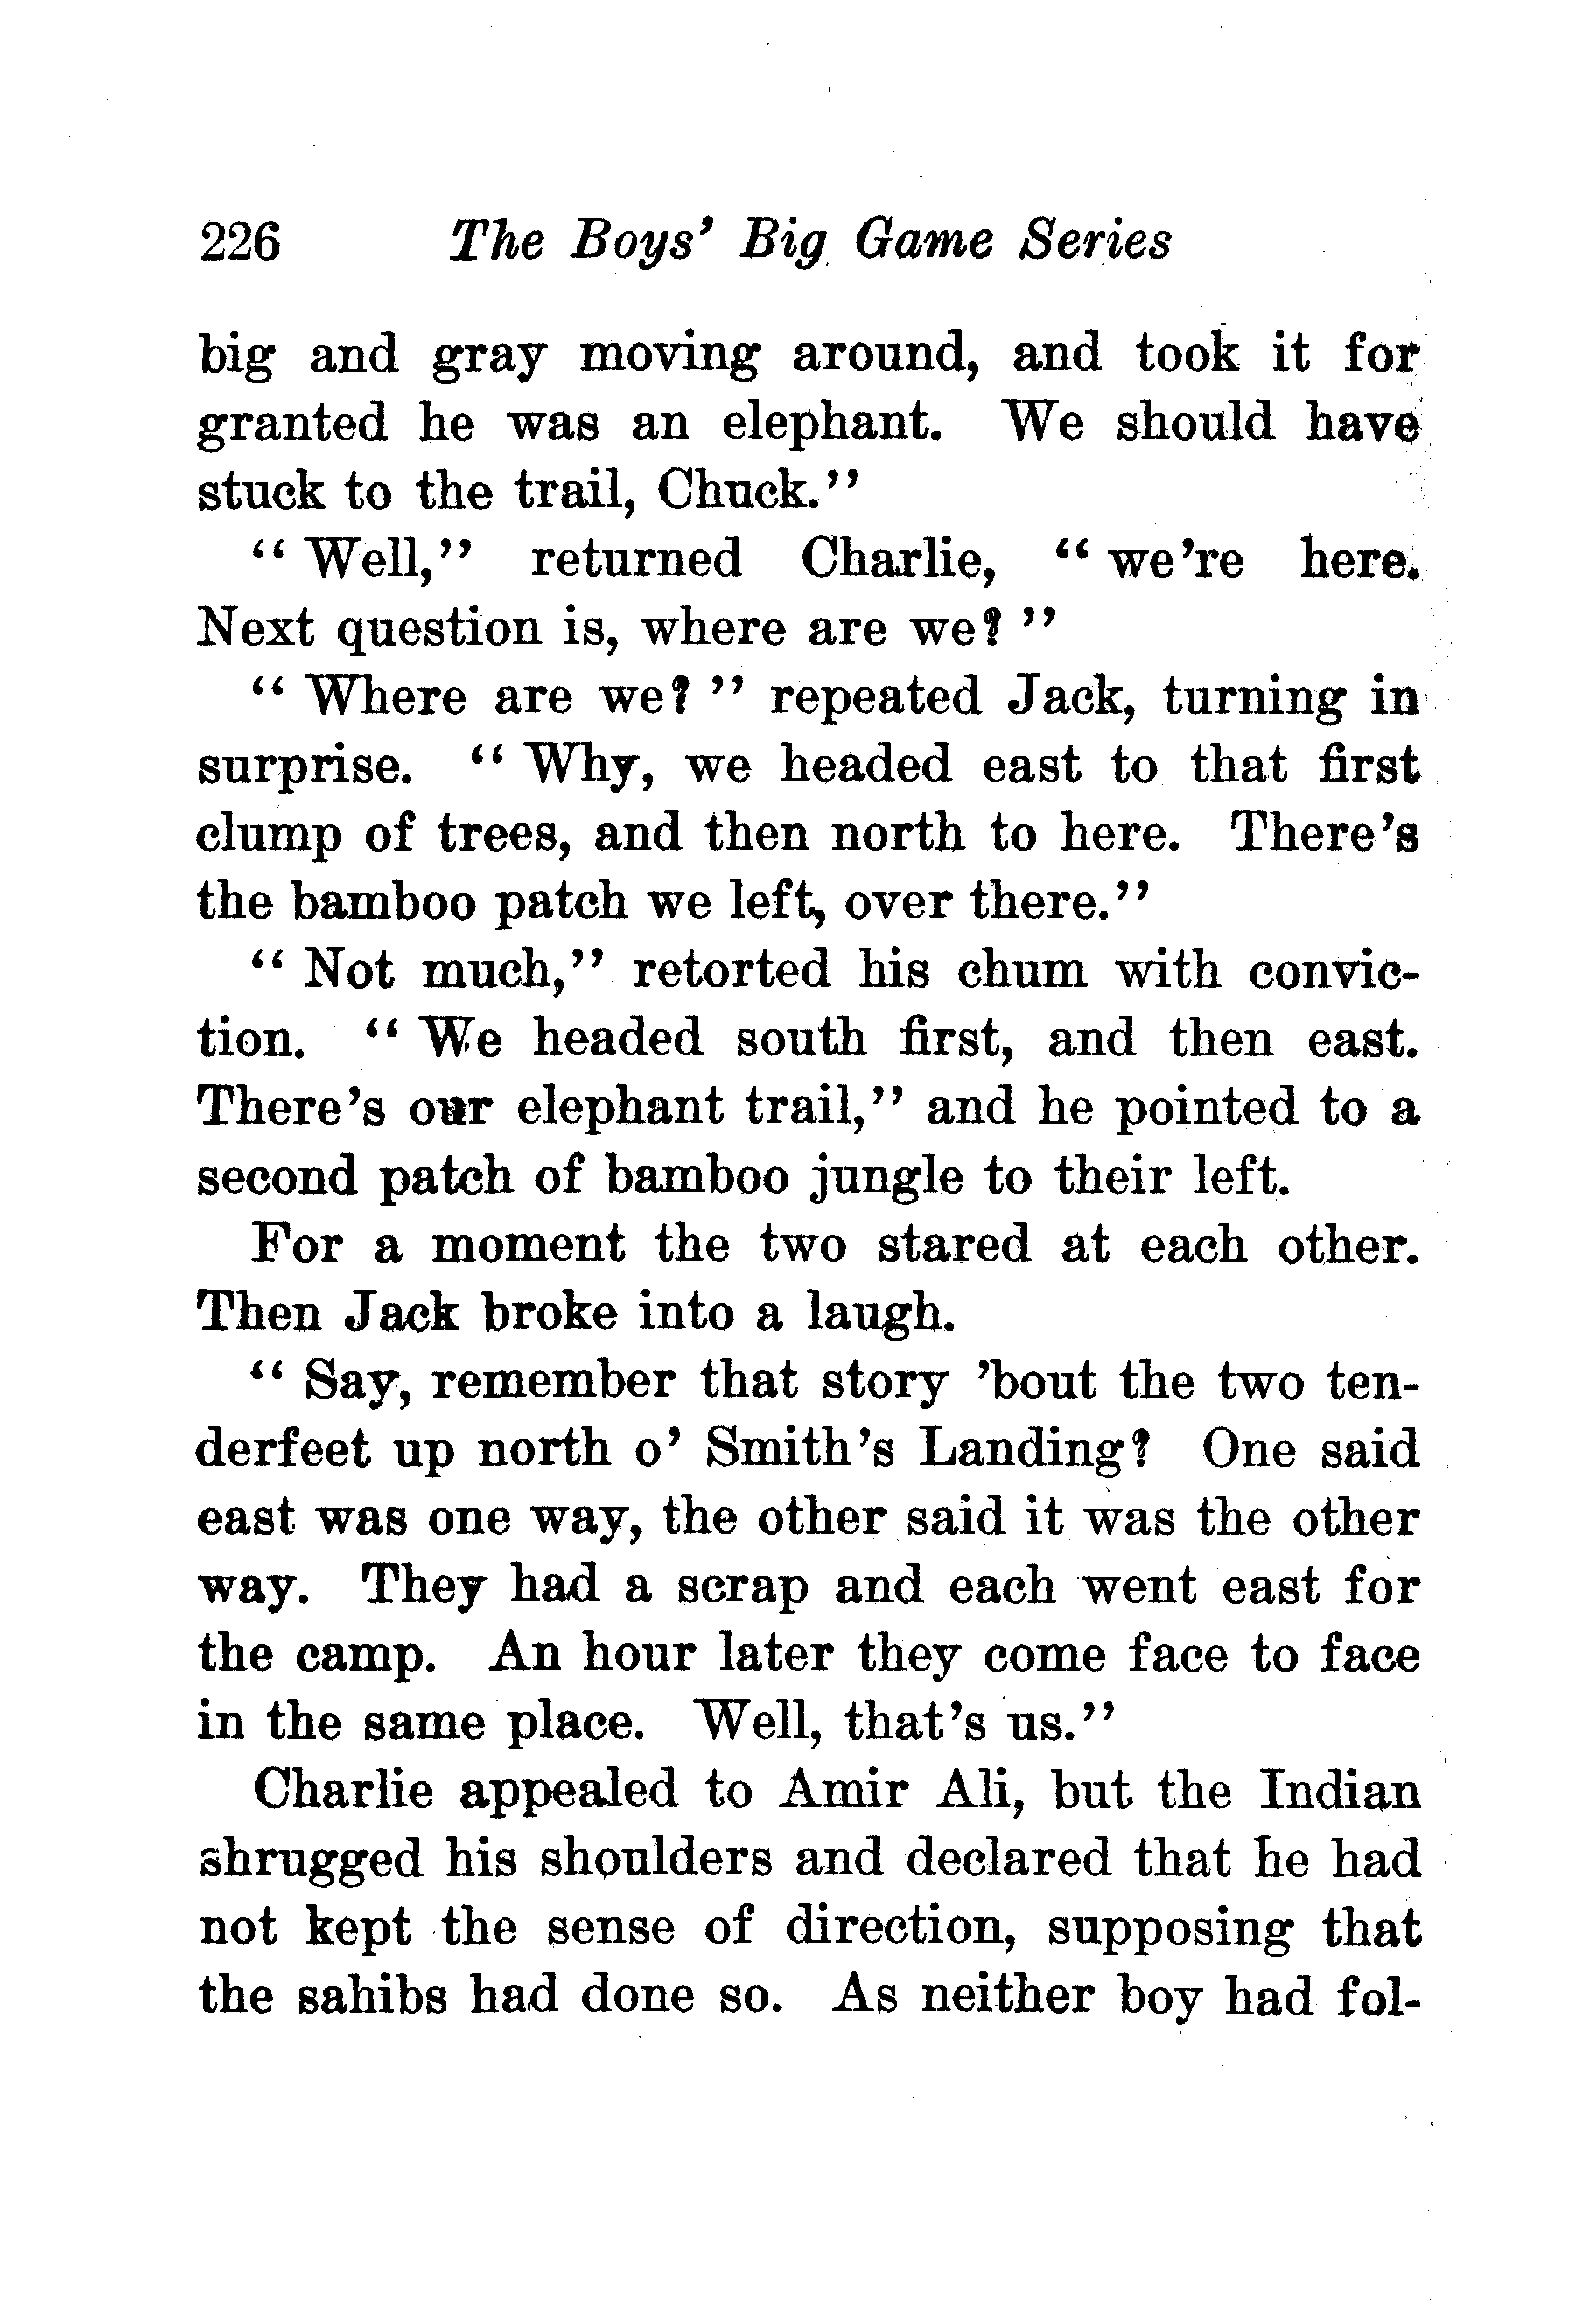 226 The Boys' Big Game Series
big and gray moving around, and took it for
granted he was an elephant. We should have
stuck to the trail, Chuck."
"Well," returned Charlie, "we're here.
Next question is, where are we?"
"Where are we?" repeated Jack, turning in
surprise. "Why, we headed east to that first
clump of trees, and then north to here. There's
the bamboo patch we left, over there."
"Not much," retorted his chum with convic-
tion. "We headed south first, and then east.
There's our elephant trail," and he pointed to a
second patch of bamboo jungle to their left.
For a moment the two stared at each other.
Then Jack broke into a laugh.
"Say, remember that story 'bout the two ten-
derfeet up north o' Smith's Landing? One said
east was one way, the other said it was the other
way. They had a scrap and each went east for
the camp. An hour later they come face to face
in the same place. Well, that's us."
Charlie appealed to Amir Ali, but the Indian
shrugged his shoulders and declared that he had
not kept the sense of direction, supposing that
the sahibs had done so. As neither boy had fol-